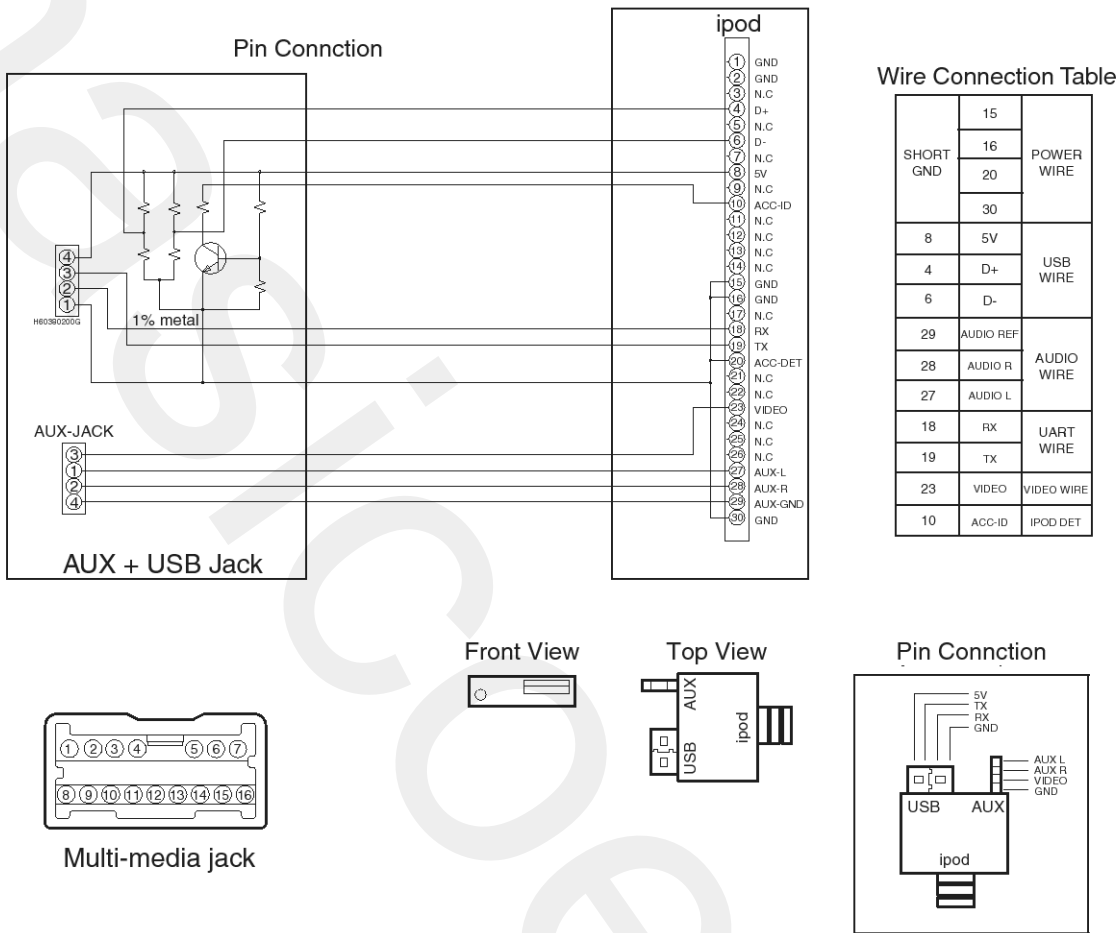 Pin Connction
ipod
1 GND
2 GND
3 N.C
4 D+
5 N.C
6 D-
7 N.C
8 5V
9 N.C
10 ACC-ID
11 N.C
12 N.C
13 N.C
14 N.C
15 GND
16 GND
17 N.C
18 RX
19 TX
20 ACC-DET
21 N.C
22 N.C
23 VIDEO
24 N.C
25 N.C
26 N.C
27 AUX-L
28 AUX-R
29 AUX-GND
30 GND
4
3
2
1
H60390200G
1% metal
AUX-JACK
3
1
2
4
AUX + USB Jack
Wire Connection Table
SHORT GND 15 POWER WIRE
16
20
30
8 5V USB WIRE
4 D+
6 D-
29 AUDIO REF AUDIO WIRE
28 AUDIO R
27 AUDIO L
18 RX UART WIRE
19 TX
23 VIDEO VIDEO WIRE
10 ACC-ID IPOD DET
1 2 3 4 5 6 7
8 9 10 11 12 13 14 15 16
Multi-media jack
Front View
Top View
AUX
USB
ipod
Pin Connction
5V
TX
RX
GND
AUX L
AUX R
VIDEO
GND
USB AUX
ipod